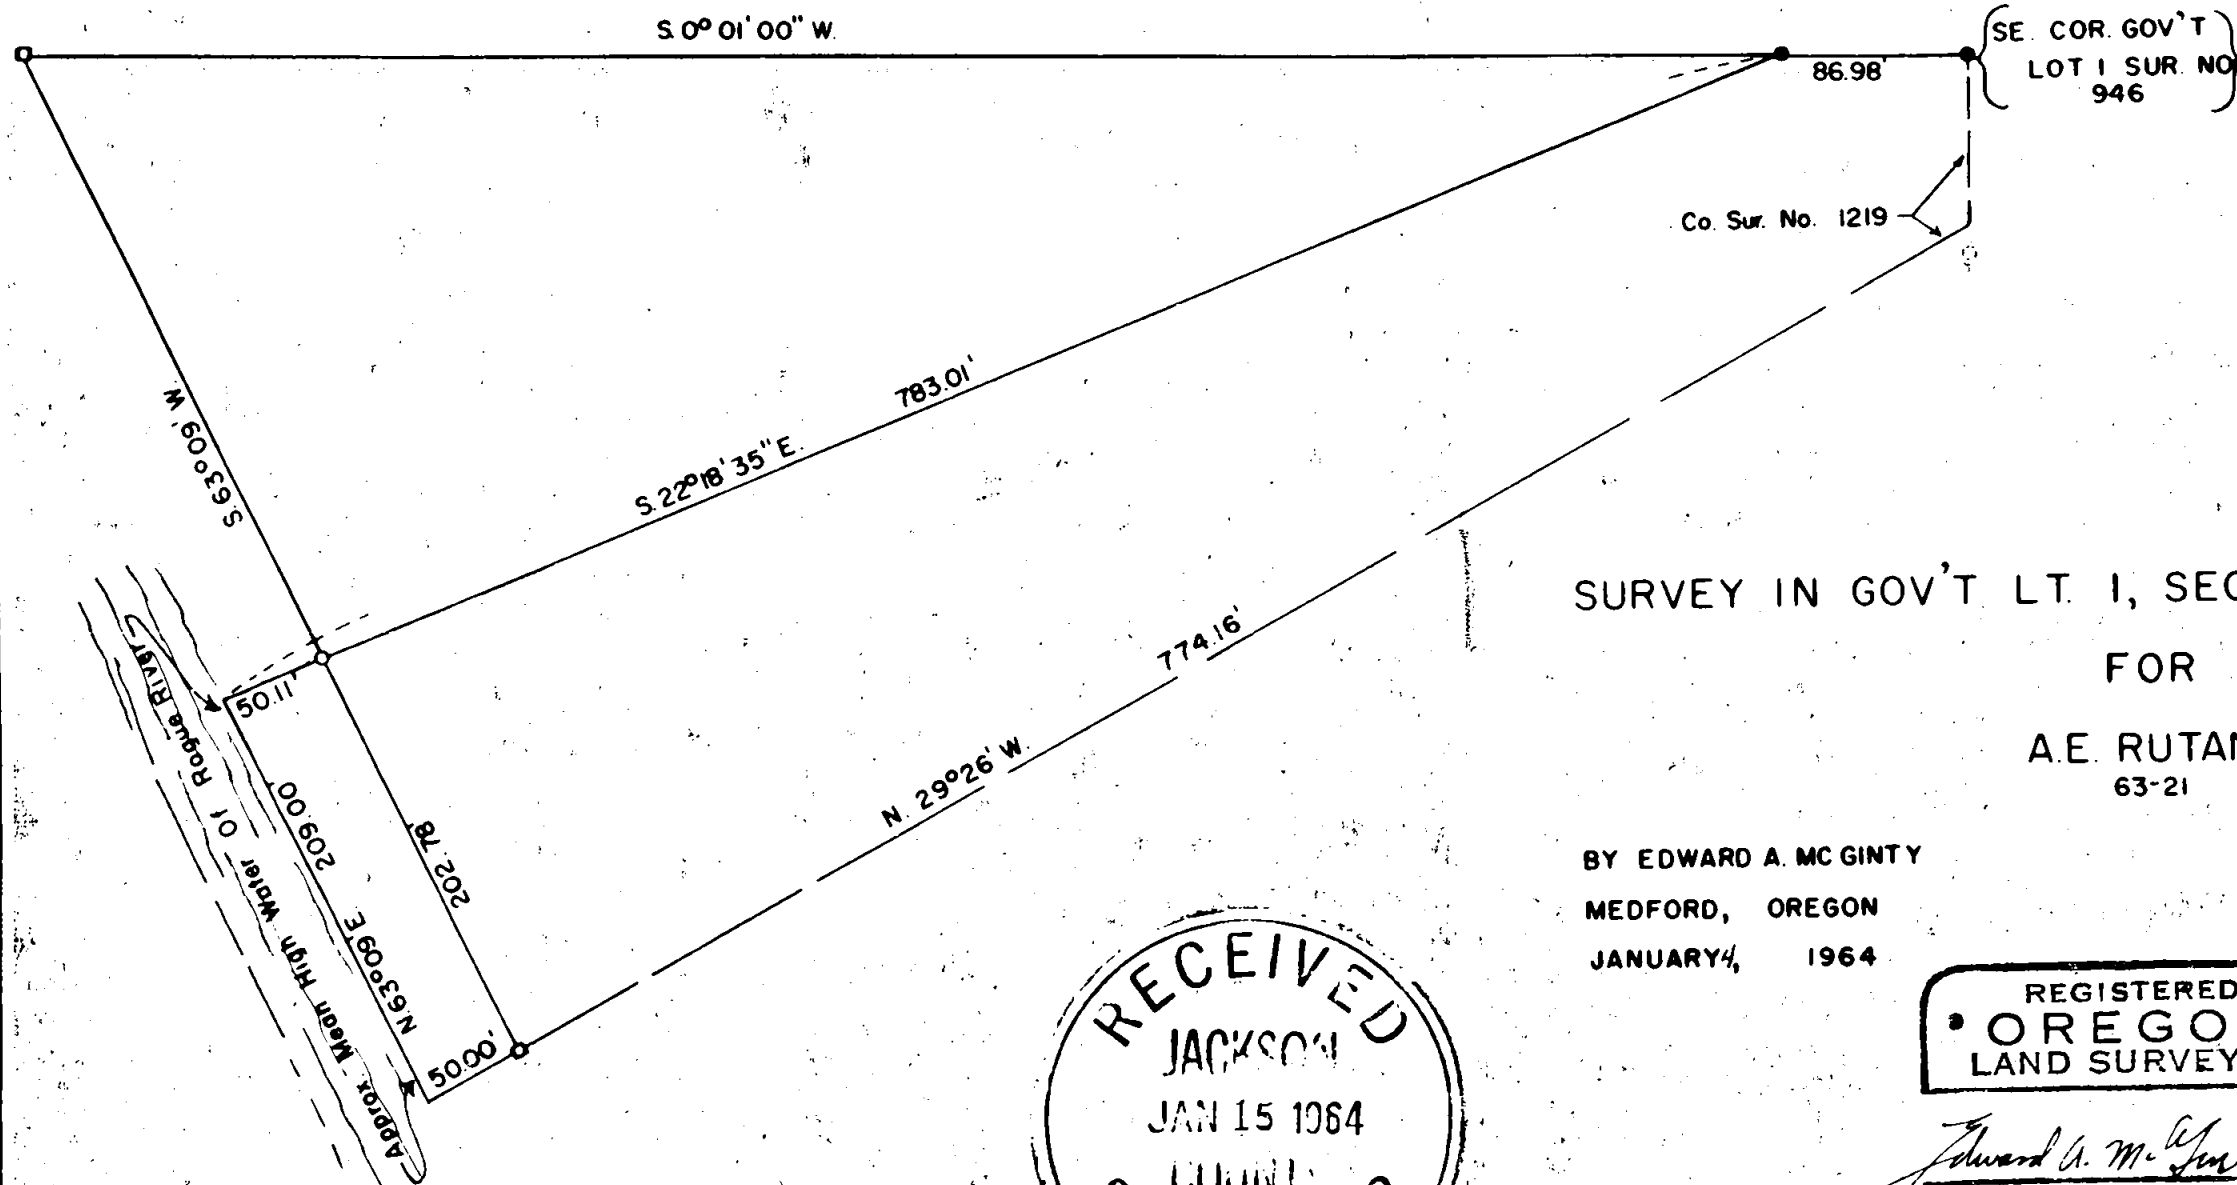 S. 0° 01' 00" W.
SE. COR. GOV'T
LOT 1 SUR. NO
946
86.98'
Co. Sur. No. 1219
S. 63° 09' W
783.01'
S. 22° 18' 35" E.
774.16'
N. 29° 26' W.
50.11'
209.00'
202.78'
N. 63° 09' E
50.00'
Approx Mean High Water Of Rogue River
SURVEY IN GOV'T LT. 1,
FOR
A.E.
63-21
BY EDWARD A. MC GINTY
MEDFORD, OREGON
JANUARY 4, 1964
RECEIVED
JACKSON
JAN 15 1964
REGISTERED
OREGO
LAND SURVEY
Edward A.